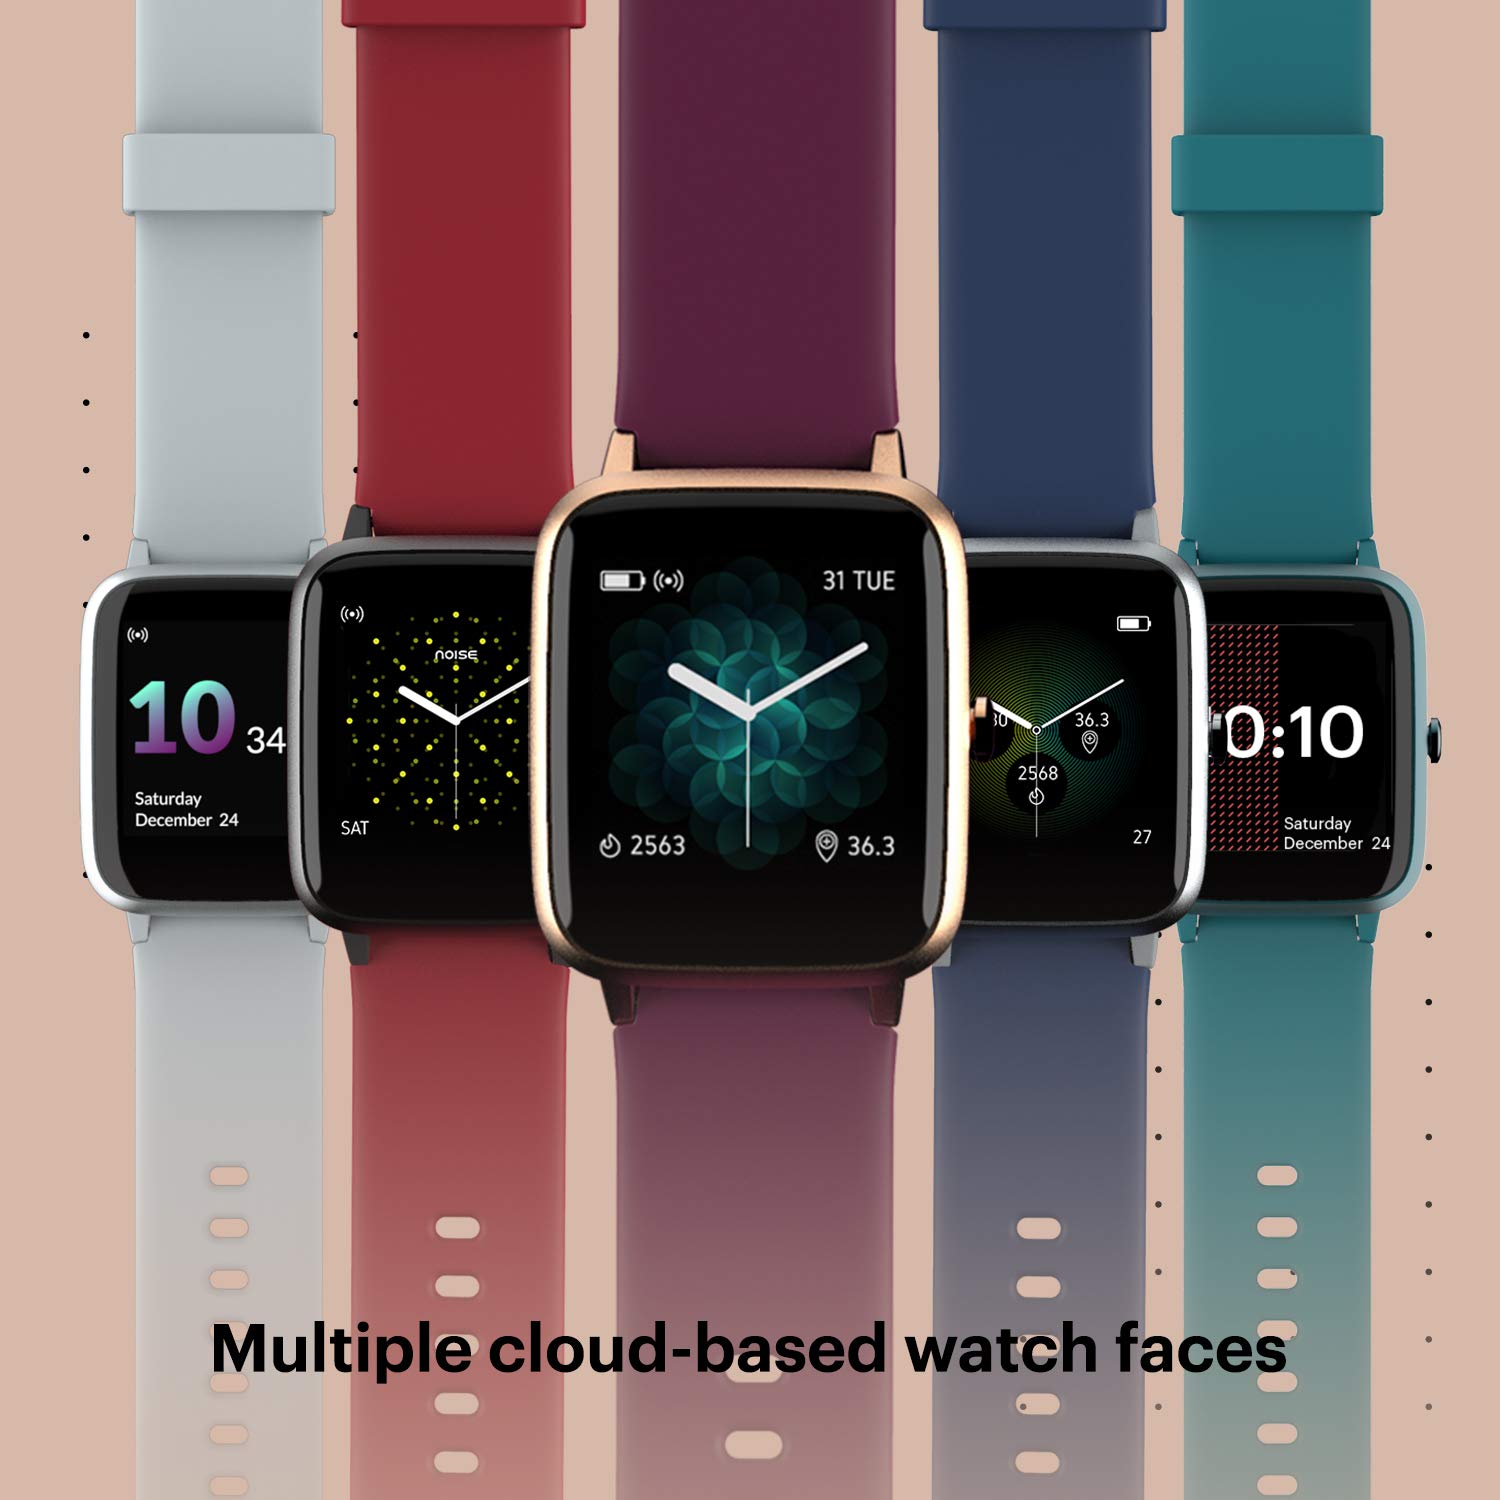 10 34
Saturday
December 24
noise
SAT
31 TUE
2563
36.3
36.3
2568
27
0:10
Saturday
December 24
Multiple cloud-based watch faces